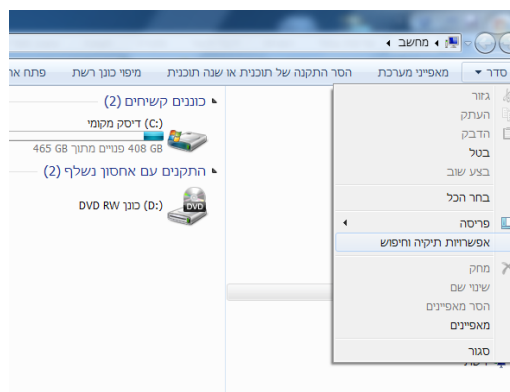 מחשב
סדר
מאפייני מערכת
הסר התקנה של תוכנית או שנה תוכנית
מיפוי כונן רשת
פתח
גזור
העתק
הדבק
בטל
בצע שוב
בחר הכל
פריסה
אפשרויות תיקיה וחיפוש
מחק
שינוי שם
הסר מאפיינים
מאפיינים
סגור
כוננים קשיחים (2)
דיסק מקומי (C:)
408 GB פנויים מתוך 465 GB
התקנים עם אחסון נשלף (2)
כונן DVD RW (D:)
DVD